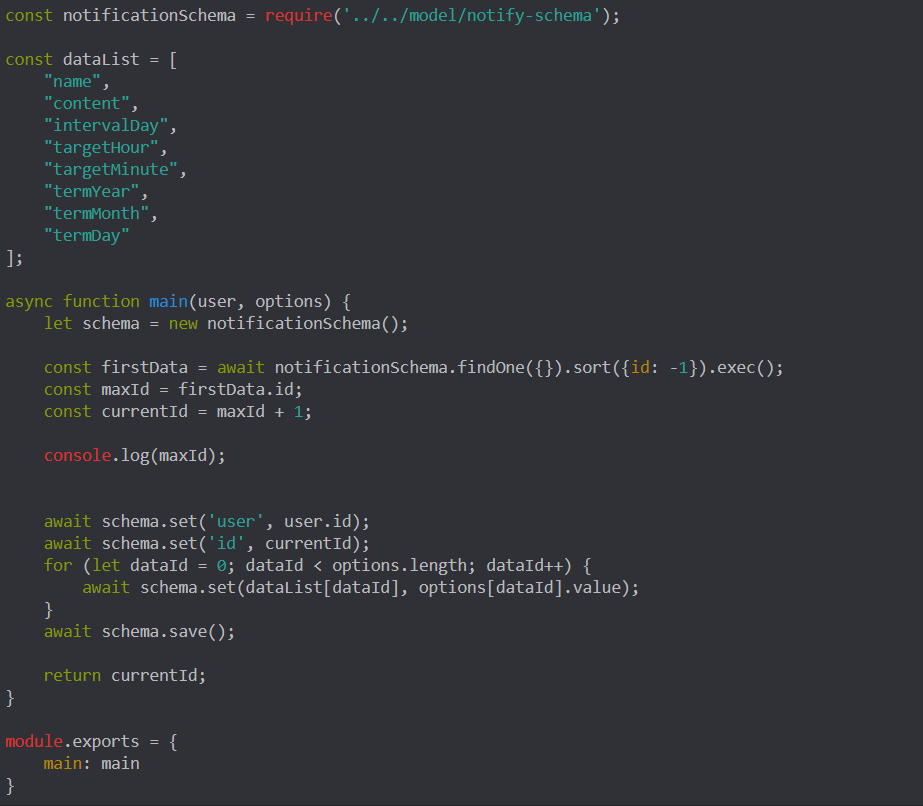 const notificationSchema = require('../../model/notify-schema');
const dataList = [
    "name",
    "content",
    "intervalDay",
    "targetHour",
    "targetMinute",
    "termYear",
    "termMonth",
    "termDay"
];
async function main(user, options) {
    let schema = new notificationSchema();
    const firstData = await notificationSchema.findOne({}).sort({id: -1}).exec();
    const maxId = firstData.id;
    const currentId = maxId + 1;
    console.log(maxId);
    await schema.set('user', user.id);
    await schema.set('id', currentId);
    for (let dataId = 0; dataId < options.length; dataId++) {
        await schema.set(dataList[dataId], options[dataId].value);
    }
    await schema.save();
    return currentId;
}
module.exports = {
    main: main
}